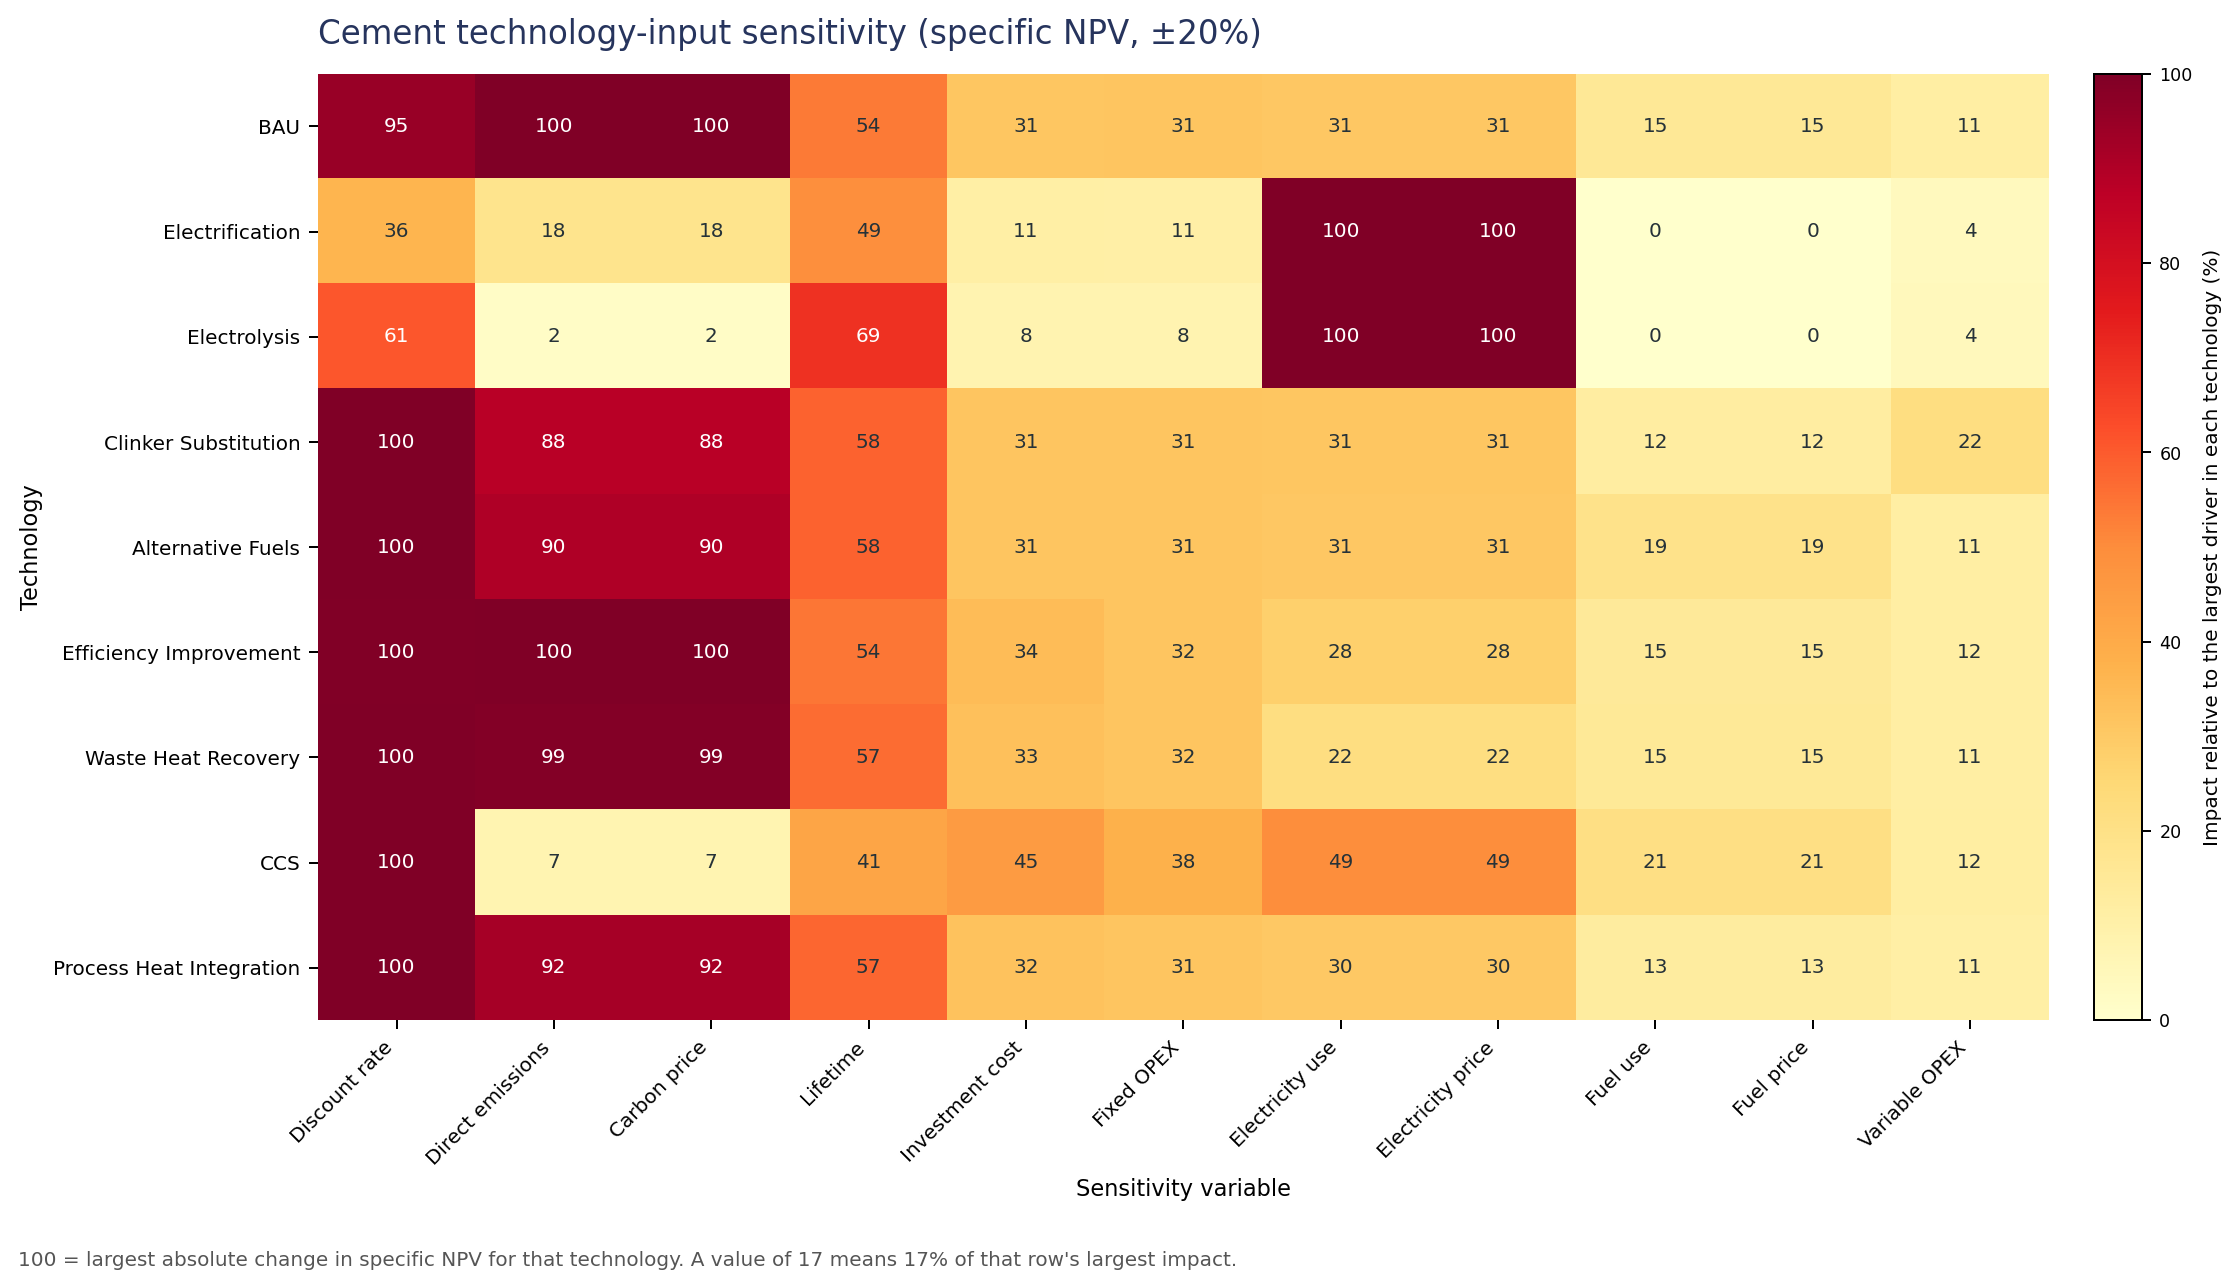 Cement technology-input sensitivity (specific NPV, ±20%)
BAU 95 100 100 54 31 31 31 31 15 15 11
Electrification 36 18 18 49 11 11 100 100 0 0 4
Electrolysis 61 2 2 69 8 8 100 100 0 0 4
Clinker Substitution 100 88 88 58 31 31 31 31 12 12 22
Alternative Fuels 100 90 90 58 31 31 31 31 19 19 11
Efficiency Improvement 100 100 100 54 34 32 28 28 15 15 12
Waste Heat Recovery 100 99 99 57 33 32 22 22 15 15 11
CCS 100 7 7 41 45 38 49 49 21 21 12
Process Heat Integration 100 92 92 57 32 31 30 30 13 13 11
Technology
Discount rate
Direct emissions
Carbon price
Lifetime
Investment cost
Fixed OPEX
Electricity use
Electricity price
Fuel use
Fuel price
Variable OPEX
Sensitivity variable
100
80
60
40
20
0
Impact relative to the largest driver in each technology (%)
100 = largest absolute change in specific NPV for that technology. A value of 17 means 17% of that row's largest impact.